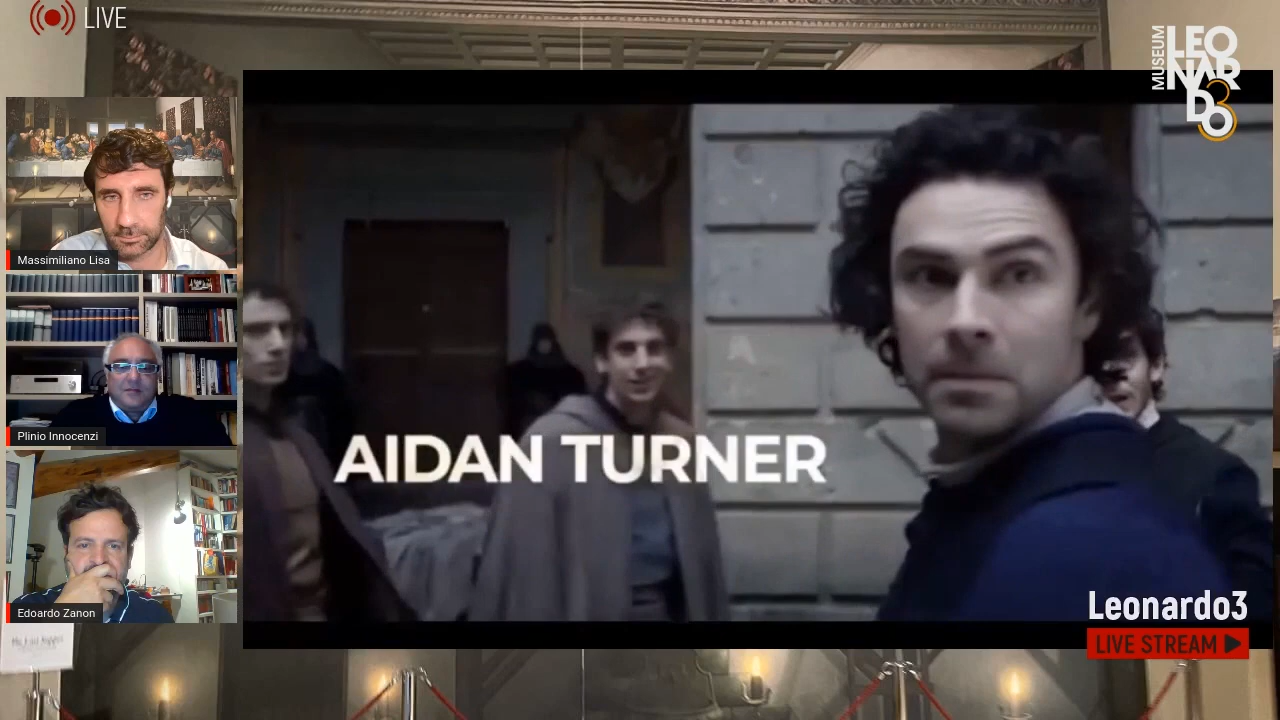 LIVE
MUSEUM
LEO
NAR
DO
3
Massimiliano Lisa
Plinio Innocenzi
Edoardo Zanon
AIDAN TURNER
Leonardo3
LIVE STREAM